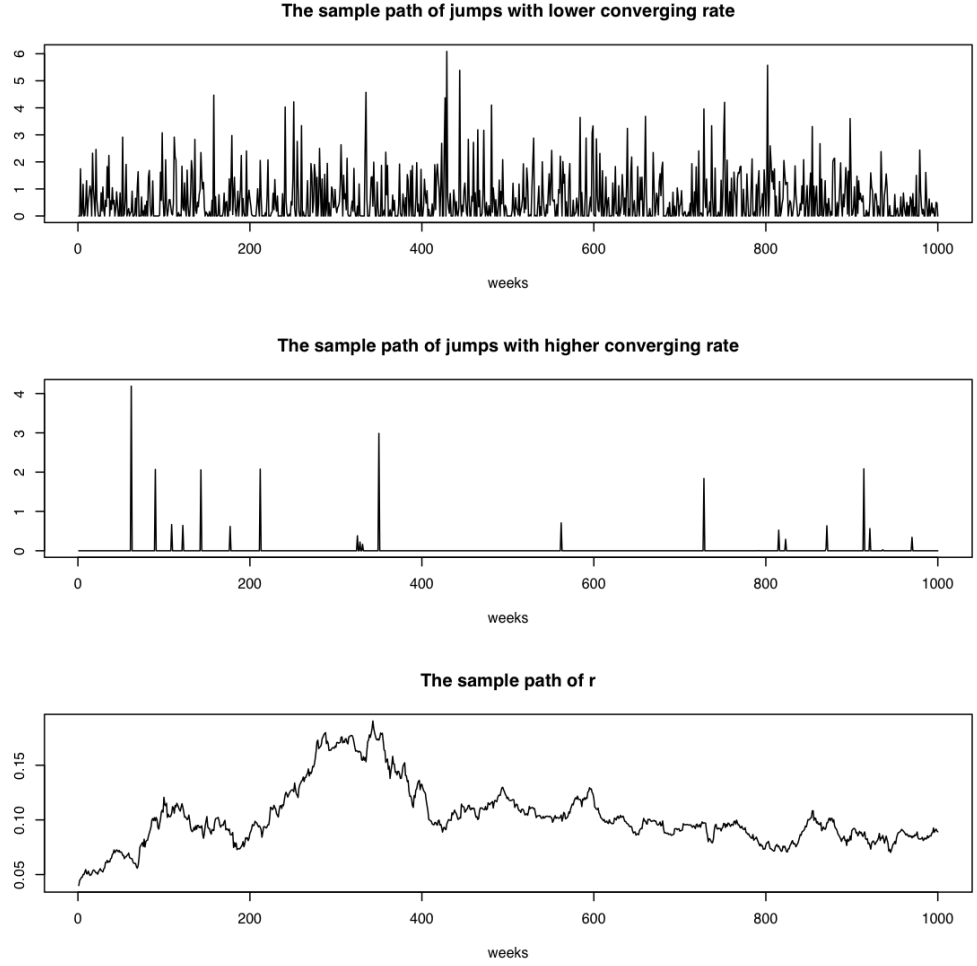 The sample path of jumps with lower converging rate
6
5
4
3
2
1
0
0 200 400 600 800 1000
weeks
The sample path of jumps with higher converging rate
4
3
2
1
0
0 200 400 600 800 1000
weeks
The sample path of r
0.15
0.10
0.05
0 200 400 600 800 1000
weeks